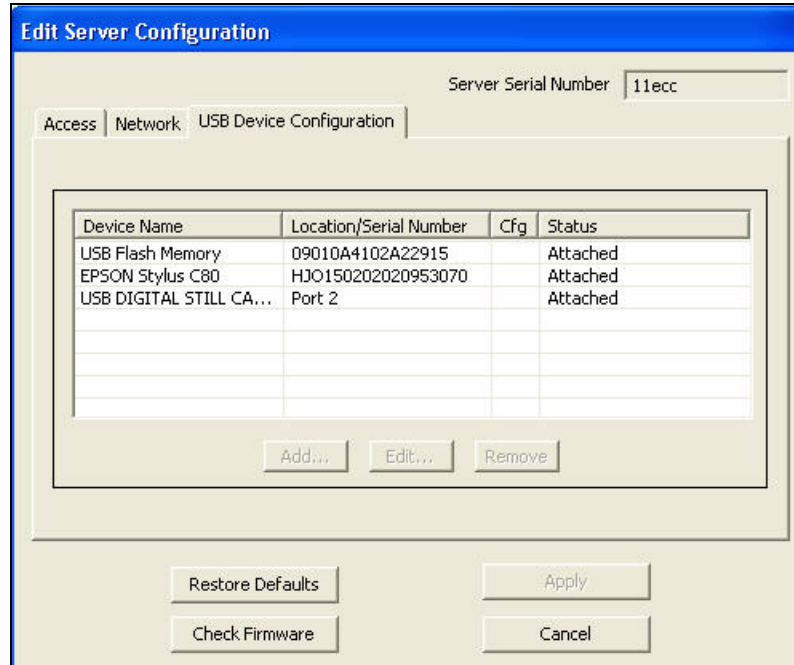 Edit Server Configuration
Server Serial Number 11ecc
Access Network USB Device Configuration
Device Name Location/Serial Number Cfg Status
USB Flash Memory 09010A4102A22915 Attached
EPSON Stylus C80 HJO150202020953070 Attached
USB DIGITAL STILL CA... Port 2 Attached
Add... Edit... Remove
Restore Defaults Apply
Check Firmware Cancel